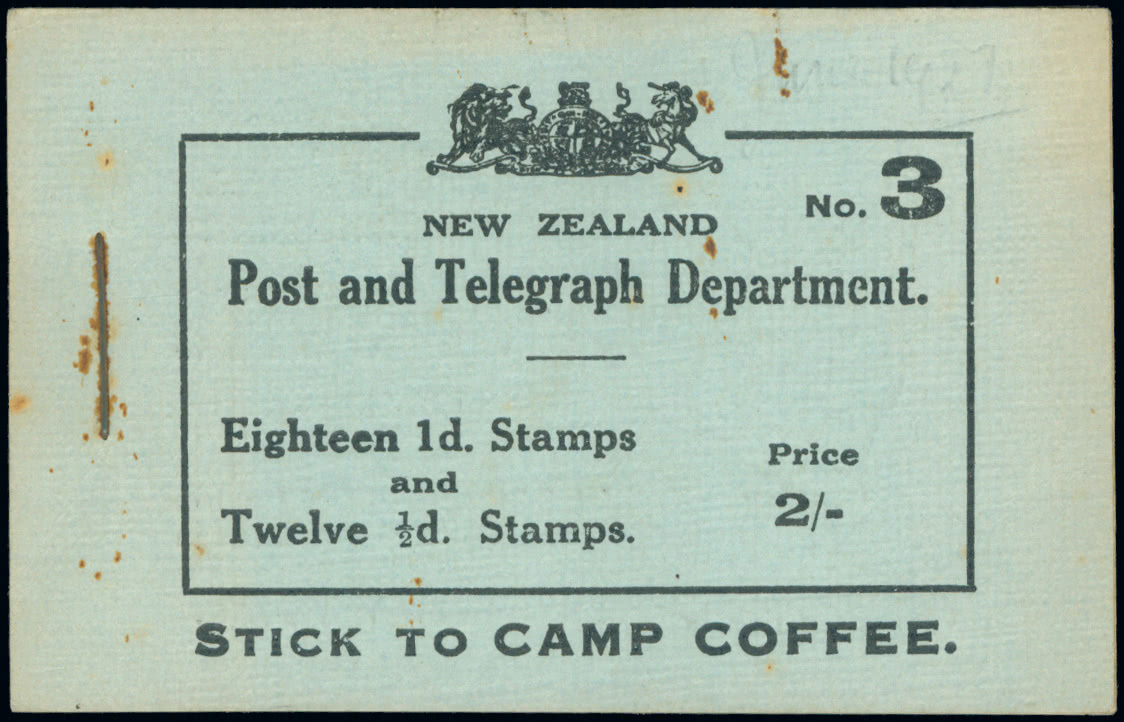 No. 3
NEW ZEALAND
Post and Telegraph Department.
Eighteen 1d. Stamps
and
Twelve ½d. Stamps.
Price
2/-
STICK TO CAMP COFFEE.